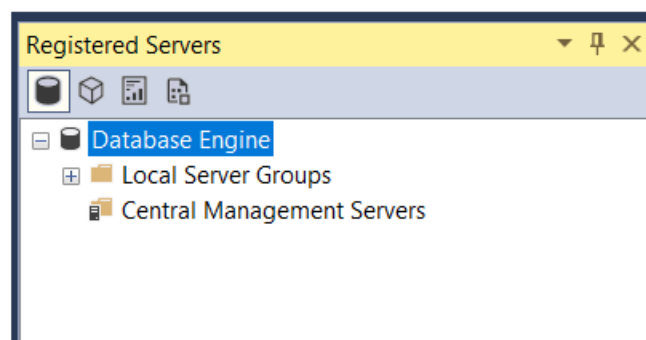 Registered Servers
Database Engine
Local Server Groups
Central Management Servers